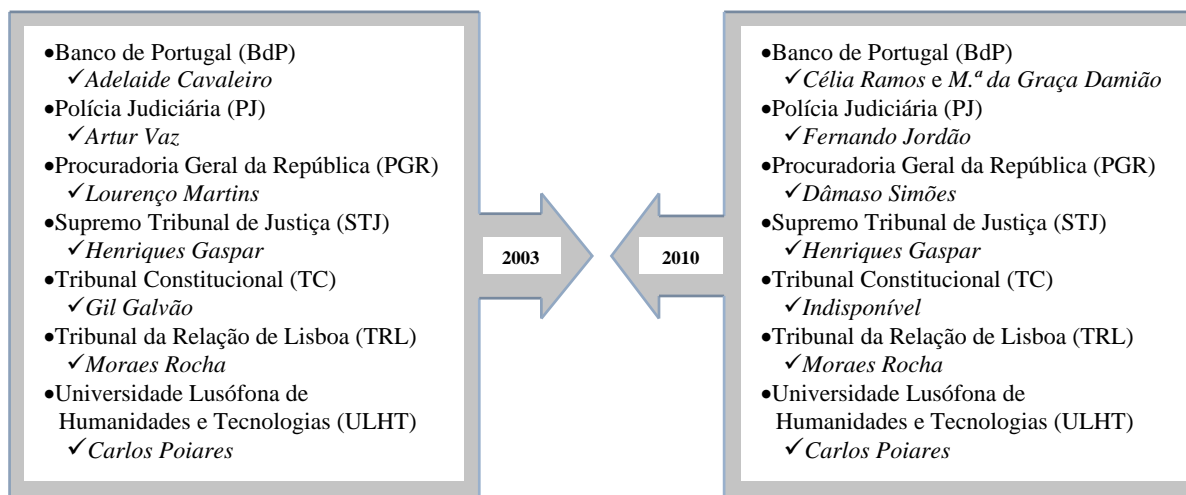 •Banco de Portugal (BdP)
✓Adelaide Cavaleiro
•Polícia Judiciária (PJ)
✓Artur Vaz
•Procuradoria Geral da República (PGR)
✓Lourenço Martins
•Supremo Tribunal de Justiça (STJ)
✓Henriques Gaspar
•Tribunal Constitucional (TC)
✓Gil Galvão
•Tribunal da Relação de Lisboa (TRL)
✓Moraes Rocha
•Universidade Lusófona de
Humanidades e Tecnologias (ULHT)
✓Carlos Poiares
2003
2010
•Banco de Portugal (BdP)
✓Célia Ramos e M.ª da Graça Damião
•Polícia Judiciária (PJ)
✓Fernando Jordão
•Procuradoria Geral da República (PGR)
✓Dâmaso Simões
•Supremo Tribunal de Justiça (STJ)
✓Henriques Gaspar
•Tribunal Constitucional (TC)
✓Indisponível
•Tribunal da Relação de Lisboa (TRL)
✓Moraes Rocha
•Universidade Lusófona de
Humanidades e Tecnologias (ULHT)
✓Carlos Poiares